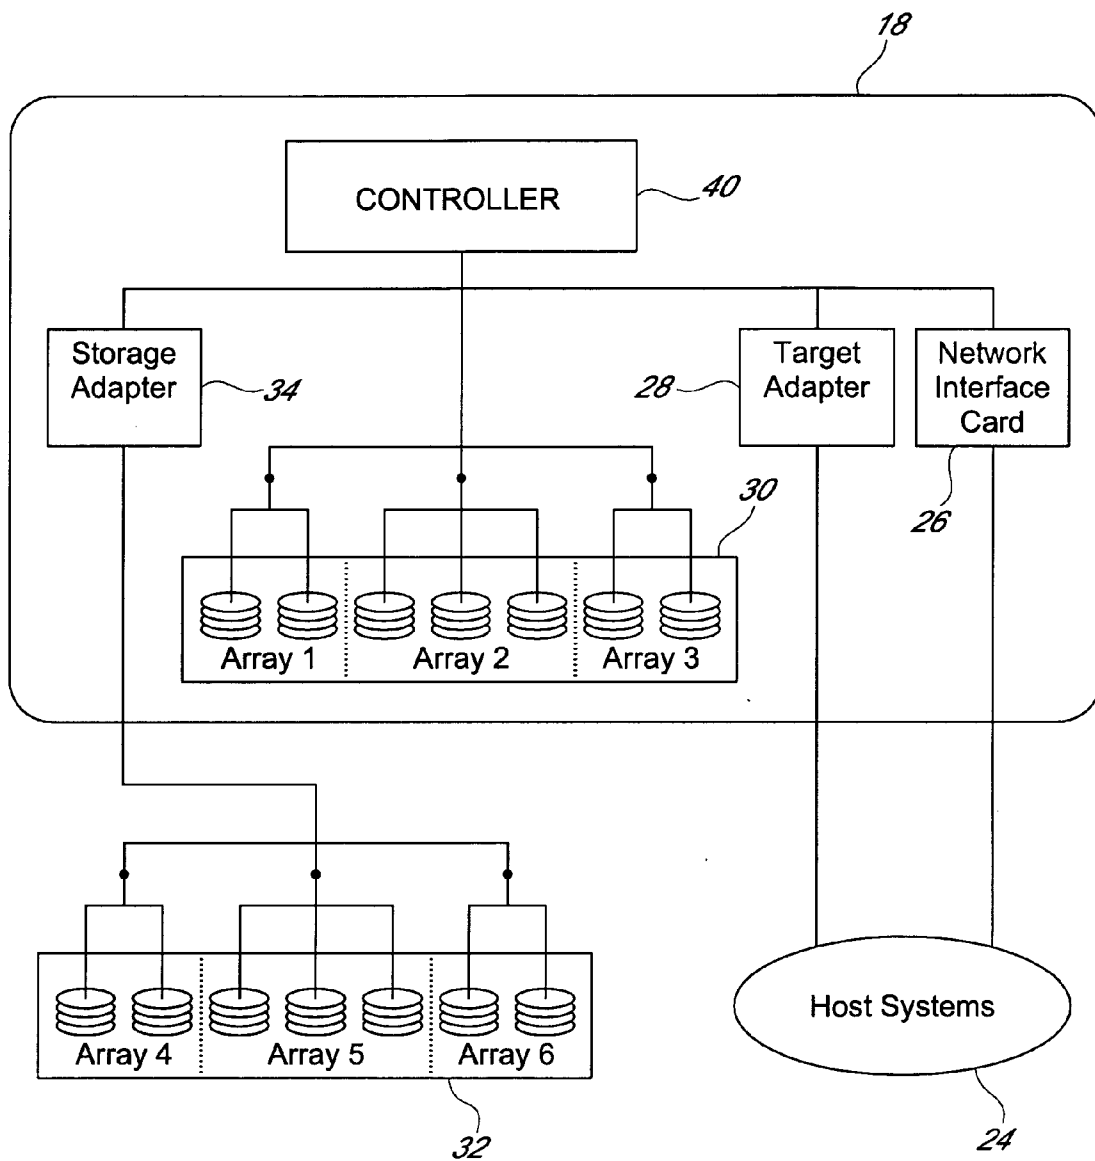 18
CONTROLLER
40
Storage
Adapter
34
28
Target
Adapter
Network
Interface
Card
26
30
Array 1
Array 2
Array 3
Array 4
Array 5
Array 6
32
Host Systems
24